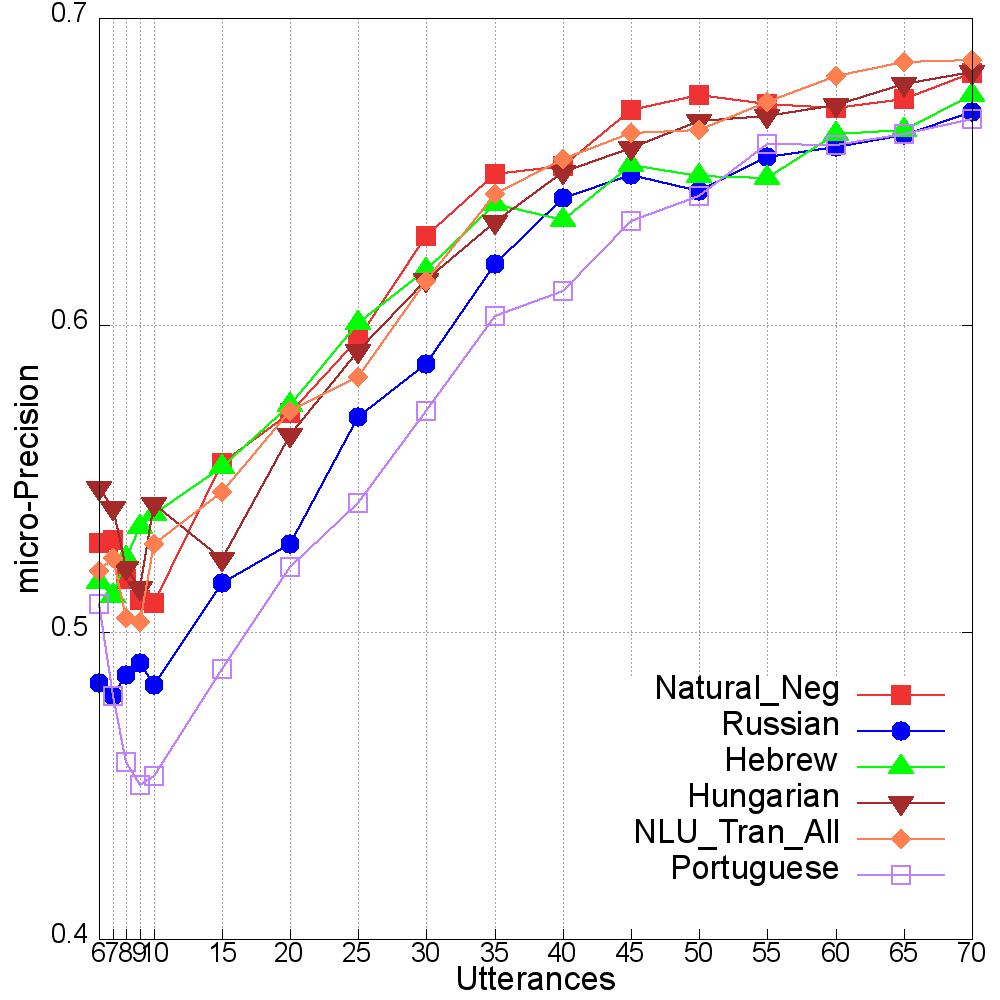 0.7
0.6
0.5
0.4
micro-Precision
6 7 8 9 10 15 20 25 30 35 40 45 50 55 60 65 70
Utterances
Natural_Neg
Russian
Hebrew
Hungarian
NLU_Tran_All
Portuguese